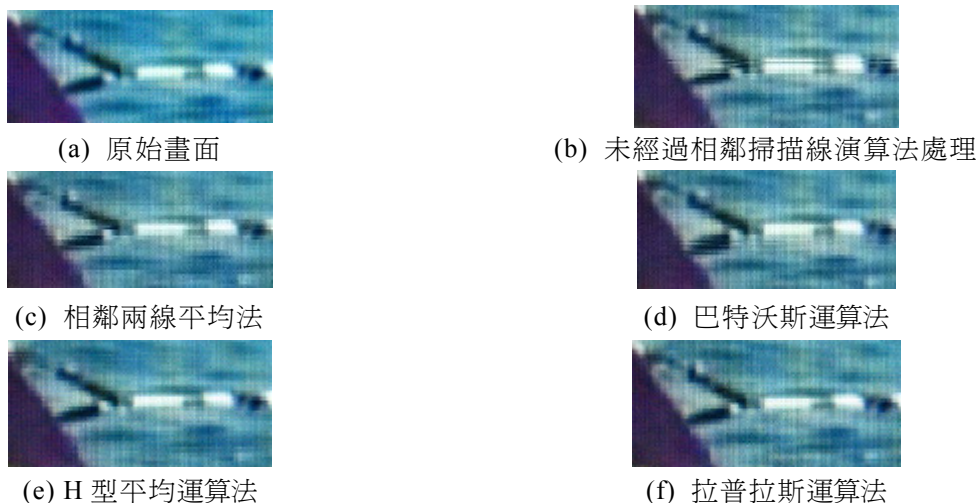 (a) 原始畫面
(b) 未經過相鄰掃描線演算法處理
(c) 相鄰兩線平均法
(d) 巴特沃斯運算法
(e) H 型平均運算法
(f) 拉普拉斯運算法